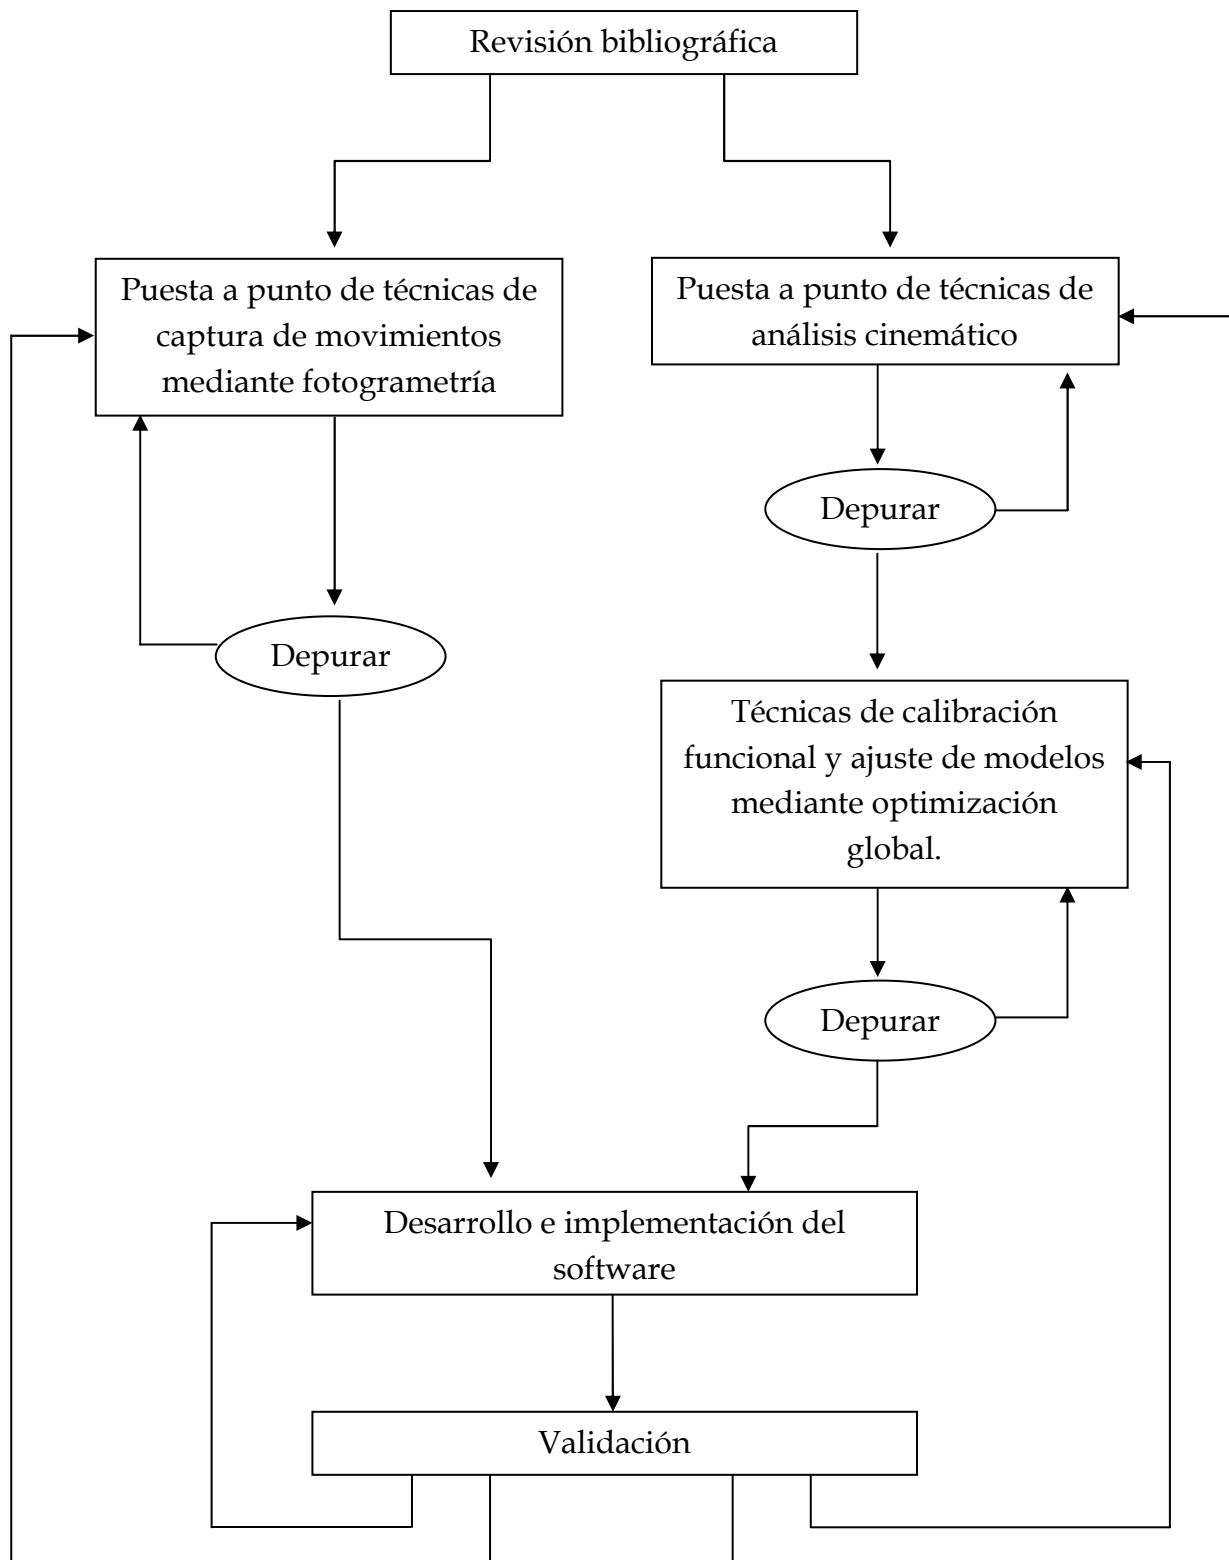 Revisión bibliográfica
Puesta a punto de técnicas de
captura de movimientos
mediante fotogrametría
Puesta a punto de técnicas de
análisis cinemático
Depurar
Depurar
Técnicas de calibración
funcional y ajuste de modelos
mediante optimización
global.
Depurar
Desarrollo e implementación del
software
Validación